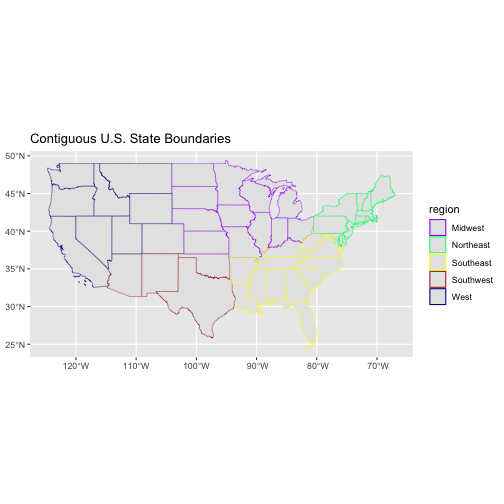 Contiguous U.S. State Boundaries
50°N
45°N
40°N
35°N
30°N
25°N
120°W 110°W 100°W 90°W 80°W 70°W
region
Midwest
Northeast
Southeast
Southwest
West